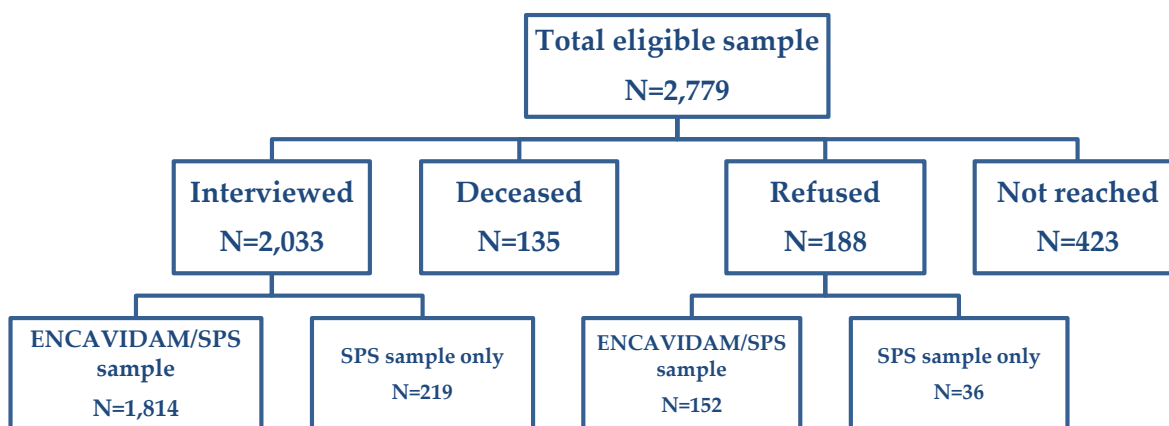 Total eligible sample
N=2,779
Interviewed
N=2,033
Deceased
N=135
Refused
N=188
Not reached
N=423
ENCAVIDAM/SPS
sample
N=1,814
SPS sample only
N=219
ENCAVIDAM/SPS
sample
N=152
SPS sample only
N=36